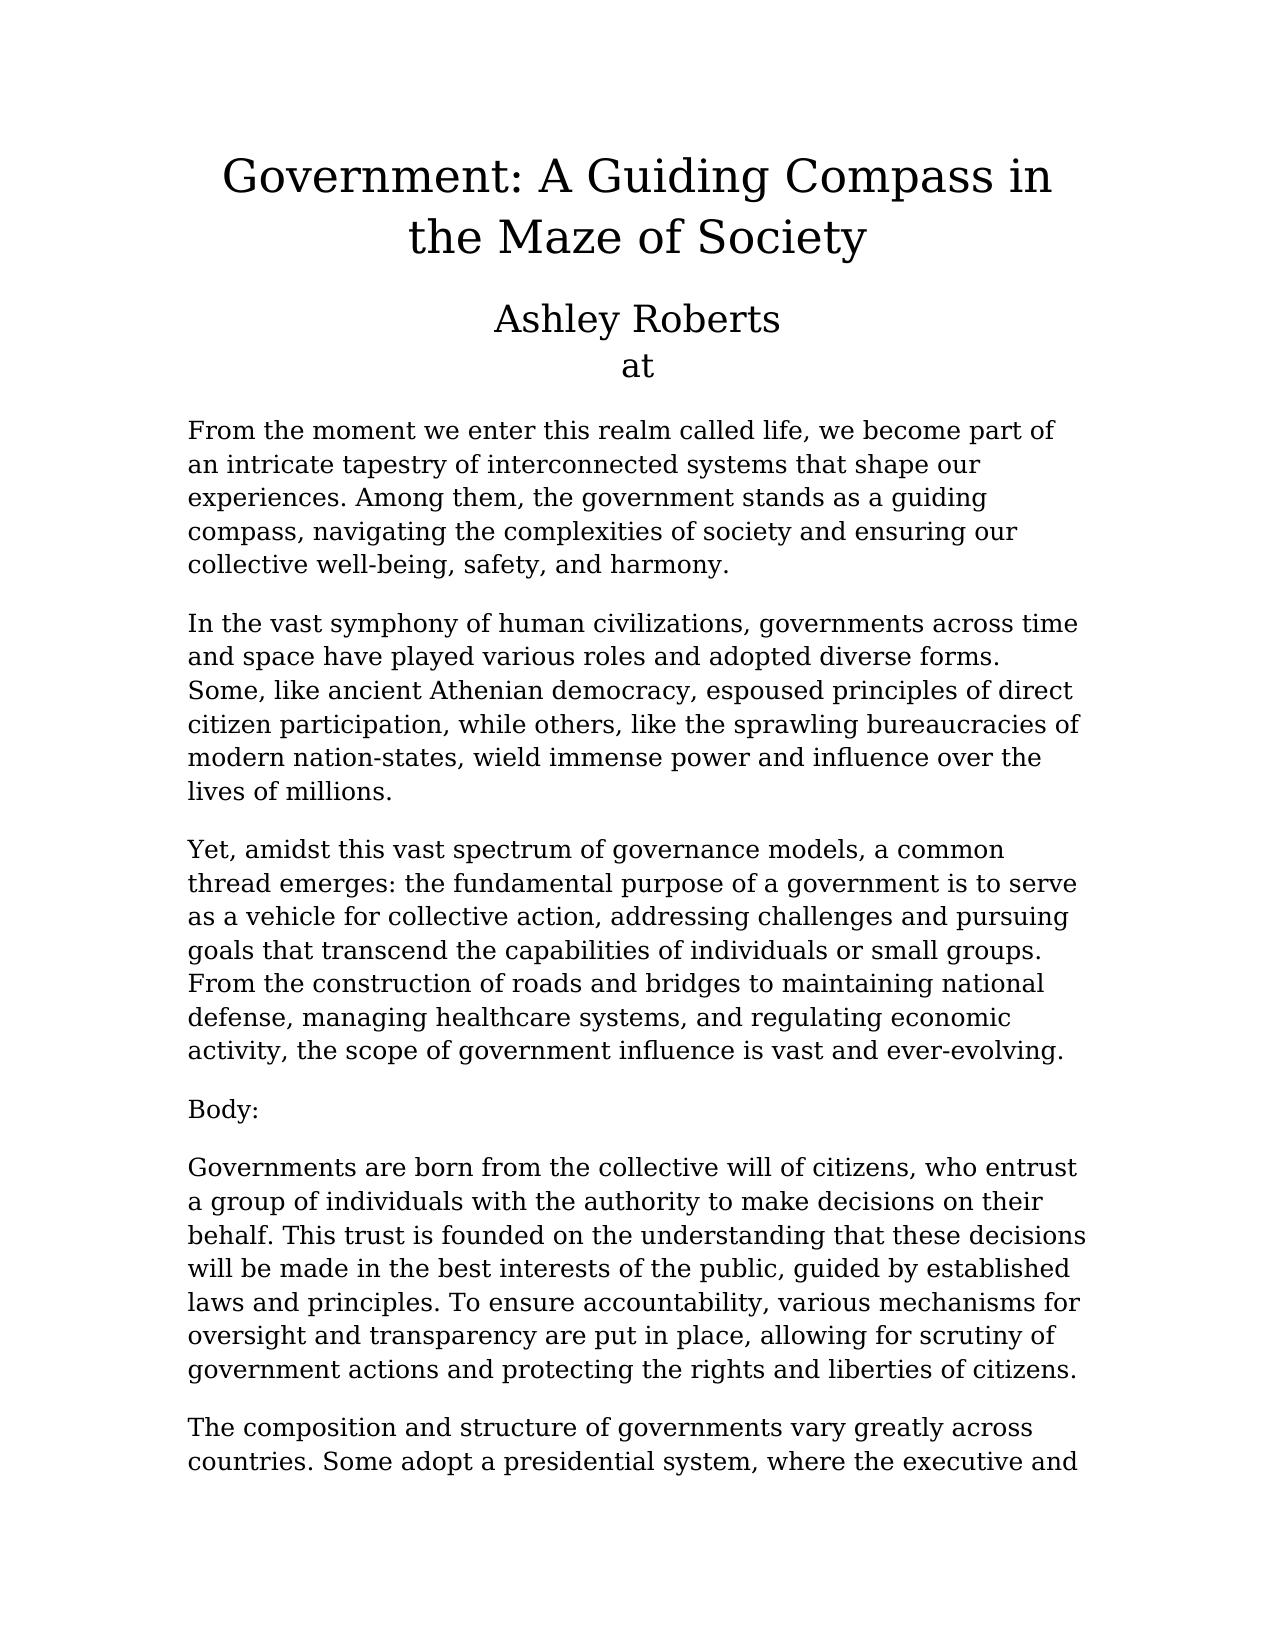 Government: A Guiding Compass in
the Maze of Society
Ashley Roberts
at
From the moment we enter this realm called life, we become part of
an intricate tapestry of interconnected systems that shape our
experiences. Among them, the government stands as a guiding
compass, navigating the complexities of society and ensuring our
collective well-being, safety, and harmony.
In the vast symphony of human civilizations, governments across time
and space have played various roles and adopted diverse forms.
Some, like ancient Athenian democracy, espoused principles of direct
citizen participation, while others, like the sprawling bureaucracies of
modern nation-states, wield immense power and influence over the
lives of millions.
Yet, amidst this vast spectrum of governance models, a common
thread emerges: the fundamental purpose of a government is to serve
as a vehicle for collective action, addressing challenges and pursuing
goals that transcend the capabilities of individuals or small groups.
From the construction of roads and bridges to maintaining national
defense, managing healthcare systems, and regulating economic
activity, the scope of government influence is vast and ever-evolving.
Body:
Governments are born from the collective will of citizens, who entrust
a group of individuals with the authority to make decisions on their
behalf. This trust is founded on the understanding that these decisions
will be made in the best interests of the public, guided by established
laws and principles. To ensure accountability, various mechanisms for
oversight and transparency are put in place, allowing for scrutiny of
government actions and protecting the rights and liberties of citizens.
The composition and structure of governments vary greatly across
countries. Some adopt a presidential system, where the executive and